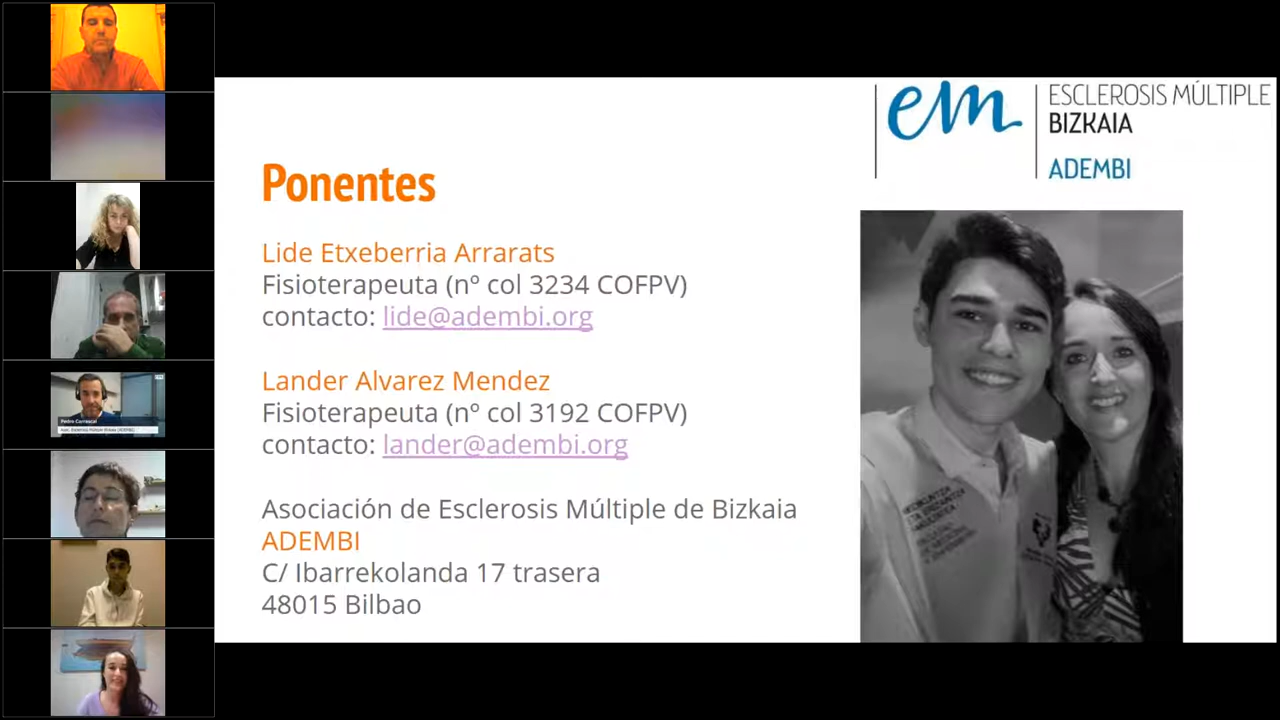 em
ESCLEROSIS MÚLTIPLE
BIZKAIA
ADEMBI
Ponentes
Lide Etxeberria Arrarats
Fisioterapeuta (nº col 3234 COFPV)
contacto: lide@adembi.org
Lander Alvarez Mendez
Fisioterapeuta (nº col 3192 COFPV)
contacto: lander@adembi.org
Asociación de Esclerosis Múltiple de Bizkaia
ADEMBI
C/ Ibarrekolanda 17 trasera
48015 Bilbao
Pedro Carrascal